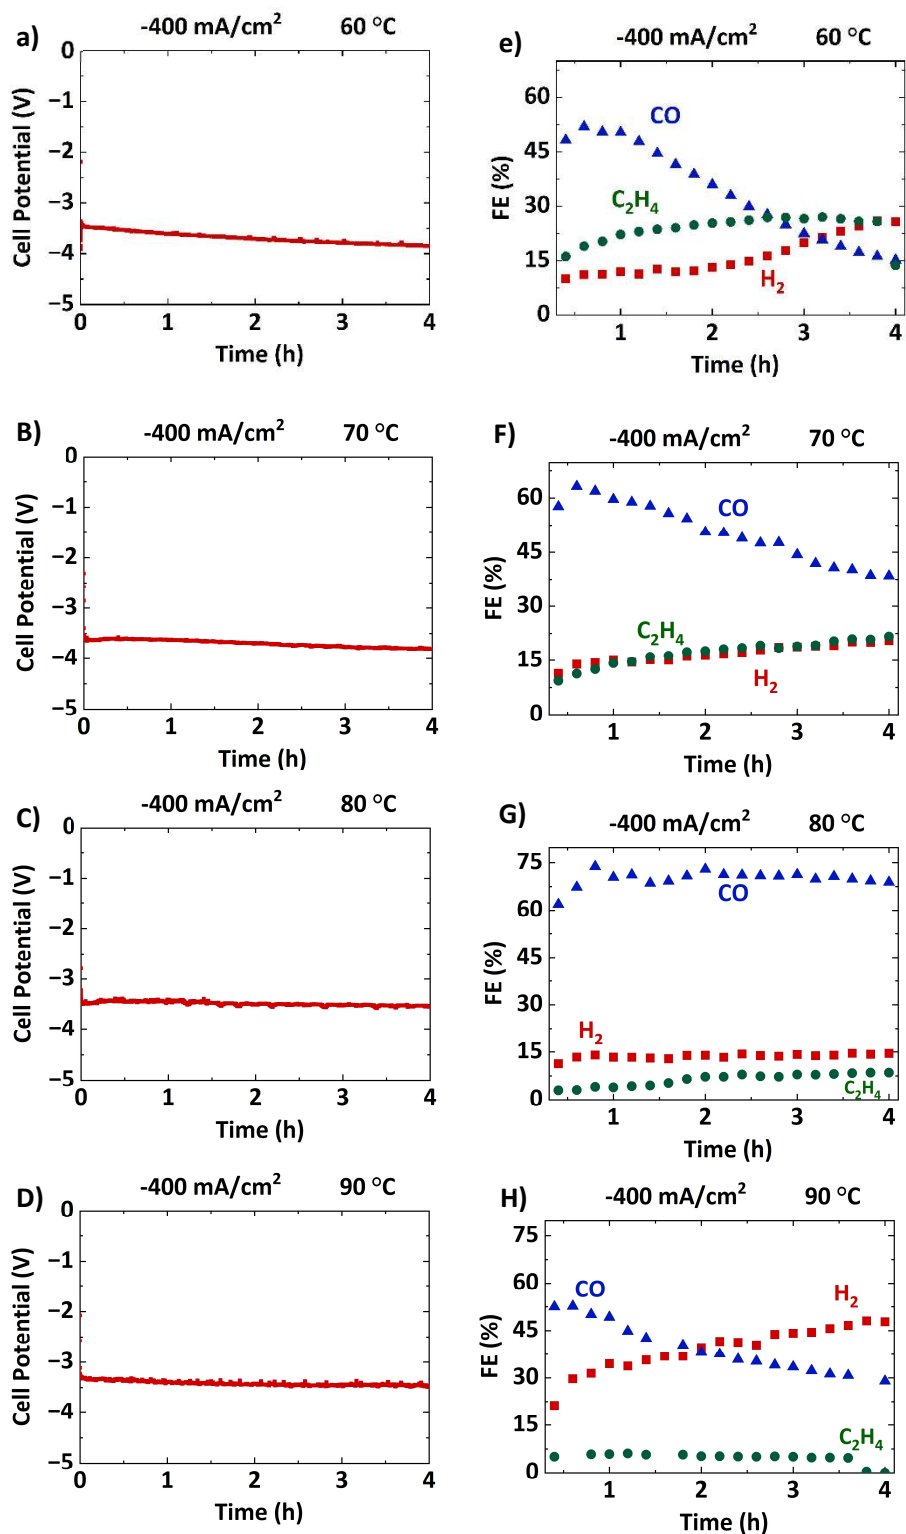 a)
-400 mA/cm²
60 °C
0
−1
−2
−3
−4
−5
Cell Potential (V)
0
1
2
3
4
Time (h)
e)
-400 mA/cm²
60 °C
60
45
30
15
0
FE (%)
CO
C₂H₄
H₂
1
2
3
4
Time (h)
B)
-400 mA/cm²
70 °C
0
−1
−2
−3
−4
−5
Cell Potential (V)
0
1
2
3
4
Time (h)
F)
-400 mA/cm²
70 °C
60
45
30
15
0
FE (%)
CO
C₂H₄
H₂
1
2
3
4
Time (h)
C)
-400 mA/cm²
80 °C
0
−1
−2
−3
−4
−5
Cell Potential (V)
0
1
2
3
4
Time (h)
G)
-400 mA/cm²
80 °C
75
60
45
30
15
0
FE (%)
CO
H₂
C₂H₄
1
2
3
4
Time (h)
D)
-400 mA/cm²
90 °C
0
−1
−2
−3
−4
−5
Cell Potential (V)
0
1
2
3
4
Time (h)
H)
-400 mA/cm²
90 °C
75
60
45
30
15
0
FE (%)
CO
H₂
C₂H₄
1
2
3
4
Time (h)